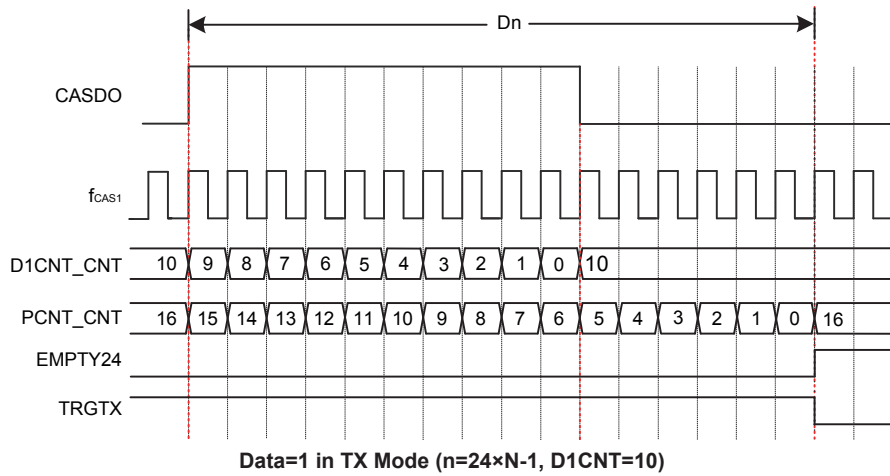 Dn
CASDO
fCAS1
D1CNT_CNT 10 9 8 7 6 5 4 3 2 1 0 10
PCNT_CNT 16 15 14 13 12 11 10 9 8 7 6 5 4 3 2 1 0 16
EMPTY24
TRGTX
Data=1 in TX Mode (n=24×N-1, D1CNT=10)